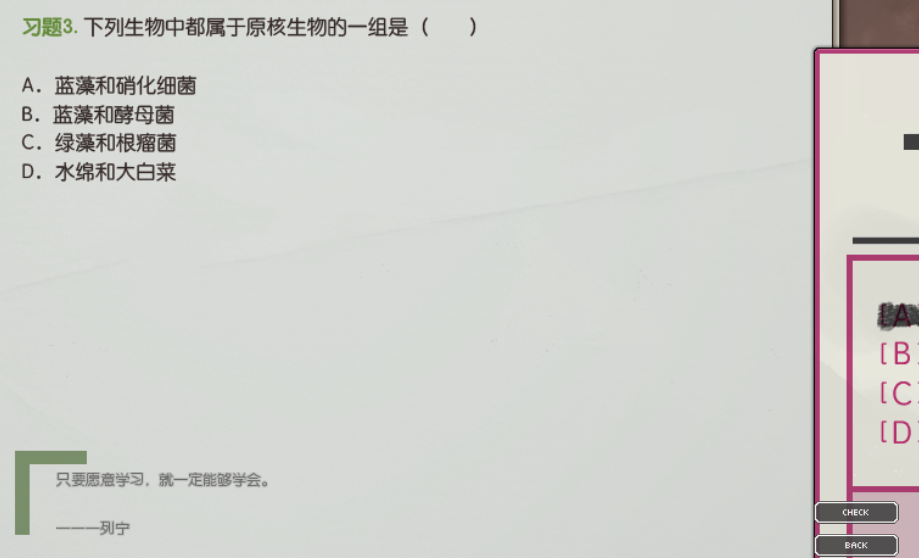 习题3. 下列生物中都属于原核生物的一组是（　　）
A. 蓝藻和硝化细菌
B. 蓝藻和酵母菌
C. 绿藻和根瘤菌
D. 水绵和大白菜
只要愿意学习，就一定能够学会。
———列宁
[A
[B]
[C]
[D]
CHECK
BACK